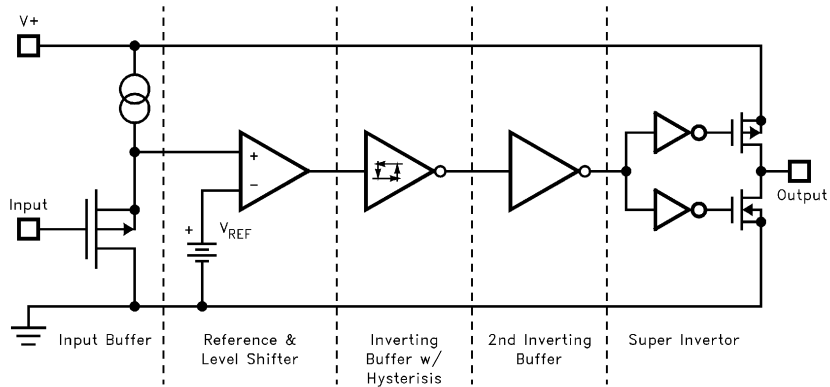 V+
Input
+
−
+
VREF
Output
Input Buffer
Reference &
Level Shifter
Inverting
Buffer w/
Hysterisis
2nd Inverting
Buffer
Super Invertor